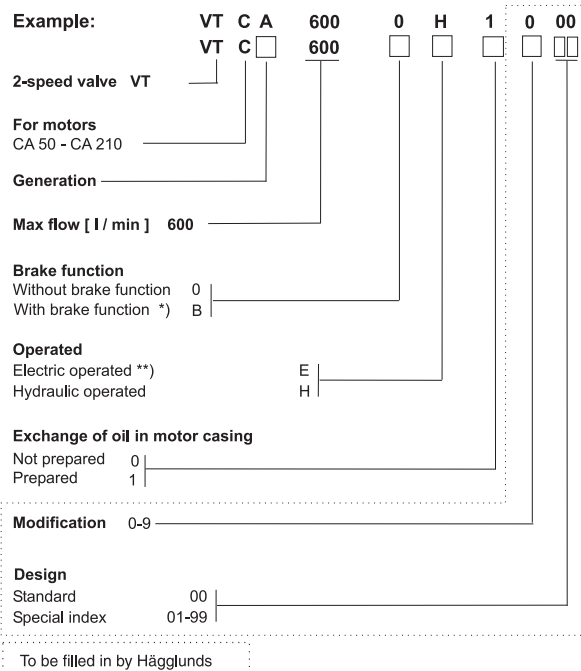 Example: VT C A 600 0 H 1 0 00
VT C 600
2-speed valve VT
For motors
CA 50 - CA 210
Generation
Max flow [ l / min ] 600
Brake function
Without brake function 0
With brake function *) B
Operated
Electric operated **) E
Hydraulic operated H
Exchange of oil in motor casing
Not prepared 0
Prepared 1
Modification 0-9
Design
Standard 00
Special index 01-99
To be filled in by Hägglunds